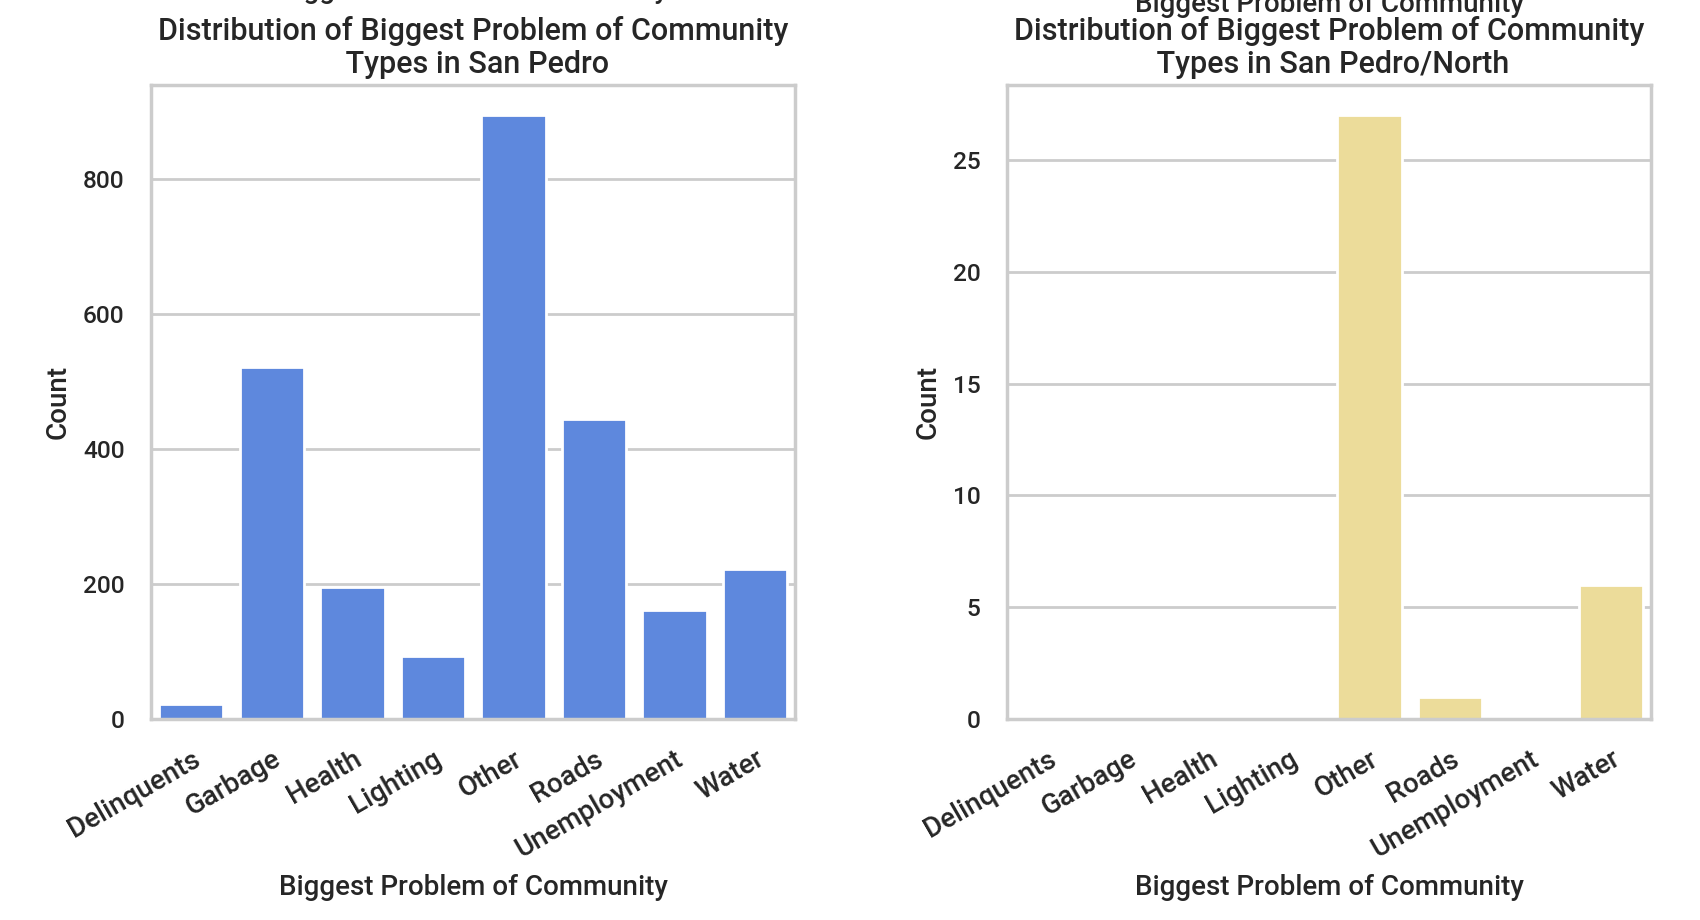 Biggest Problem of Community
Distribution of Biggest Problem of Community
Types in San Pedro
800
600
400
200
0
Count
Delinquents
Garbage
Health
Lighting
Other
Roads
Unemployment
Water
Biggest Problem of Community
Distribution of Biggest Problem of Community
Types in San Pedro/North
25
20
15
10
5
0
Count
Delinquents
Garbage
Health
Lighting
Other
Roads
Unemployment
Water
Biggest Problem of Community